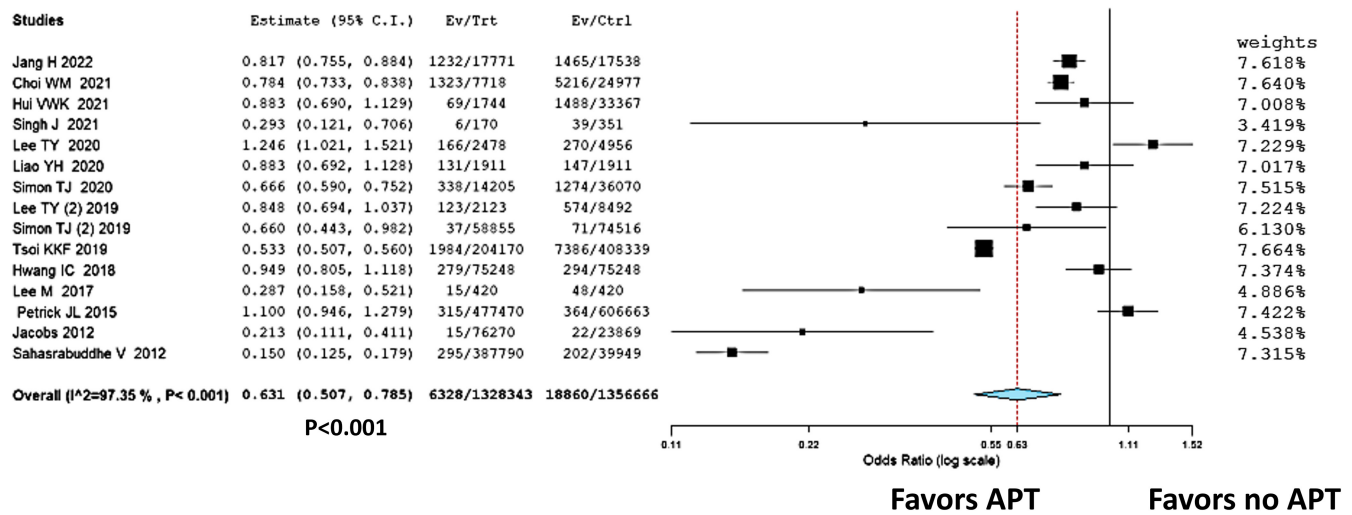 Studies Estimate (95% C.I.) Ev/Trt Ev/Ctrl
weights
Jang H 2022 0.817 (0.755, 0.884) 1232/17771 1465/17538 7.618%
Choi WM 2021 0.784 (0.733, 0.838) 1323/7718 5216/24977 7.640%
Hui VWK 2021 0.883 (0.690, 1.129) 69/1744 1488/33367 7.008%
Singh J 2021 0.293 (0.121, 0.706) 6/170 39/351 3.419%
Lee TY 2020 1.246 (1.021, 1.521) 166/2478 270/4956 7.229%
Liao YH 2020 0.883 (0.692, 1.128) 131/1911 147/1911 7.017%
Simon TJ 2020 0.666 (0.590, 0.752) 338/14205 1274/36070 7.515%
Lee TY (2) 2019 0.848 (0.694, 1.037) 123/2123 574/8492 7.224%
Simon TJ (2) 2019 0.660 (0.443, 0.982) 37/58855 71/74516 6.130%
Tsoi KKF 2019 0.533 (0.507, 0.560) 1984/204170 7386/408339 7.664%
Hwang IC 2018 0.949 (0.805, 1.118) 279/75248 294/75248 7.374%
Lee M 2017 0.287 (0.158, 0.521) 15/420 48/420 4.886%
Petrick JL 2015 1.100 (0.946, 1.279) 315/477470 364/606663 7.422%
Jacobs 2012 0.213 (0.111, 0.411) 15/76270 22/23869 4.538%
Sahasrabuddhe V 2012 0.150 (0.125, 0.179) 295/387790 202/39949 7.315%
Overall (I^2=97.35 % , P< 0.001) 0.631 (0.507, 0.785) 6328/1328343 18860/1356666
P<0.001
0.11 0.22 0.55 0.63 1.11 1.52
Odds Ratio (log scale)
Favors APT Favors no APT